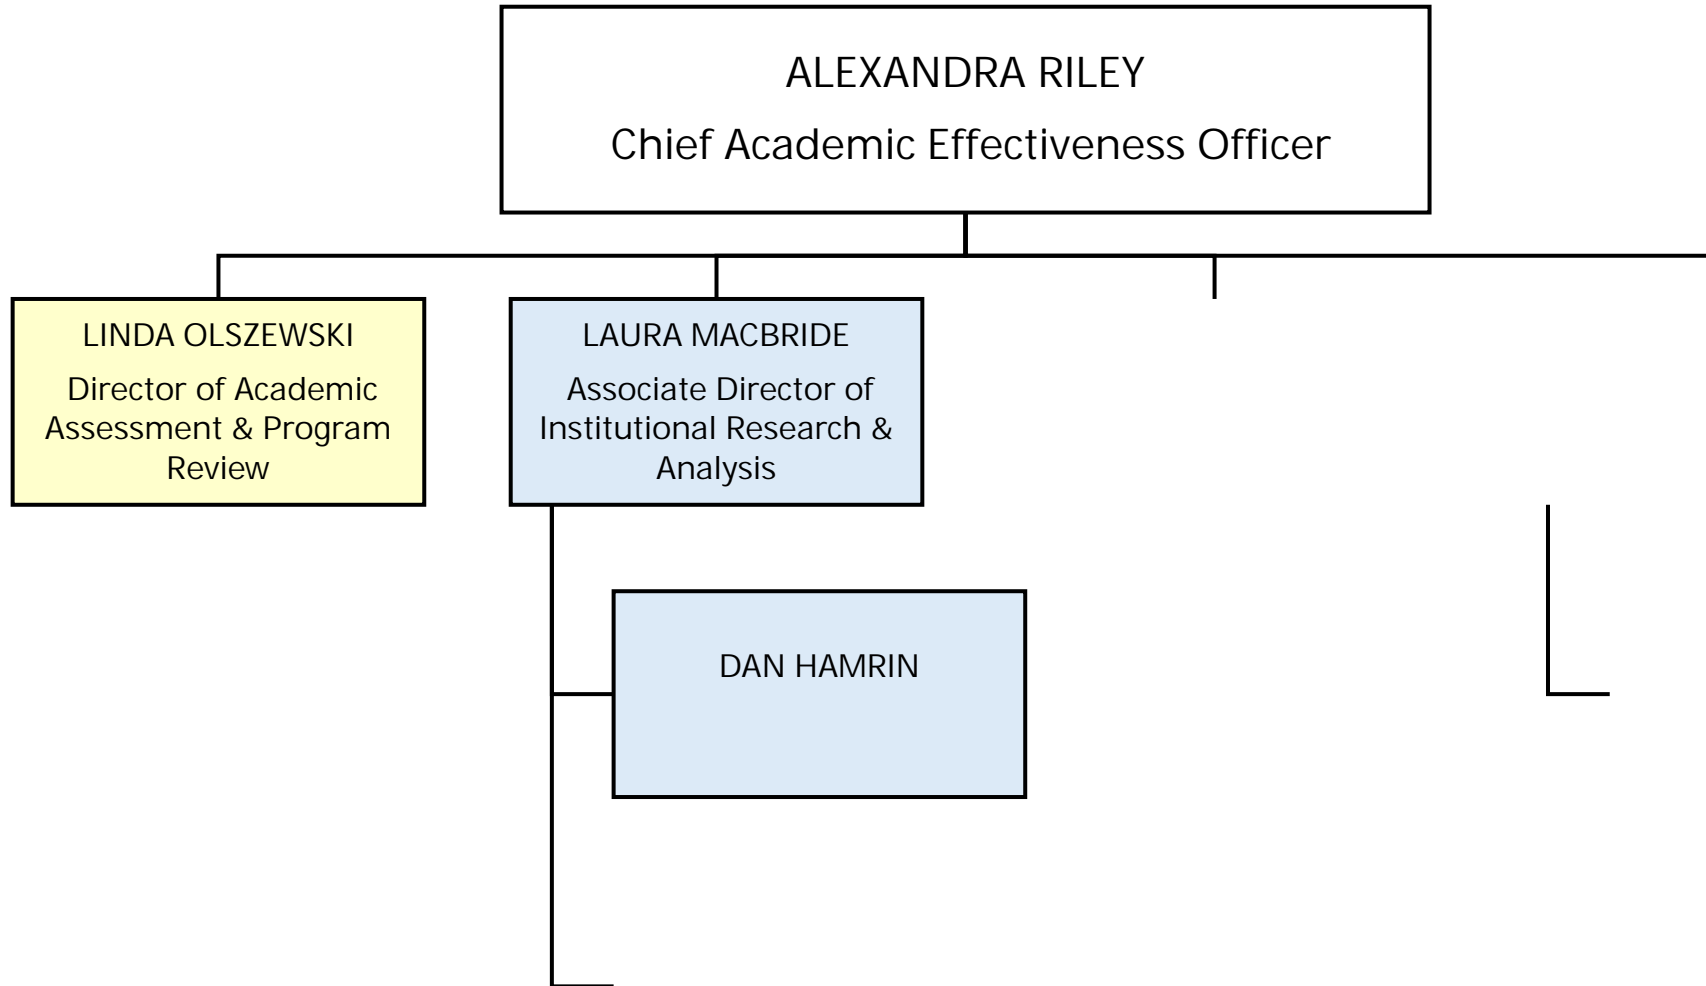 ALEXANDRA RILEY
Chief Academic Effectiveness Officer
LINDA OLSZEWSKI
Director of Academic
Assessment & Program
Review
LAURA MACBRIDE
Associate Director of
Institutional Research &
Analysis
DAN HAMRIN